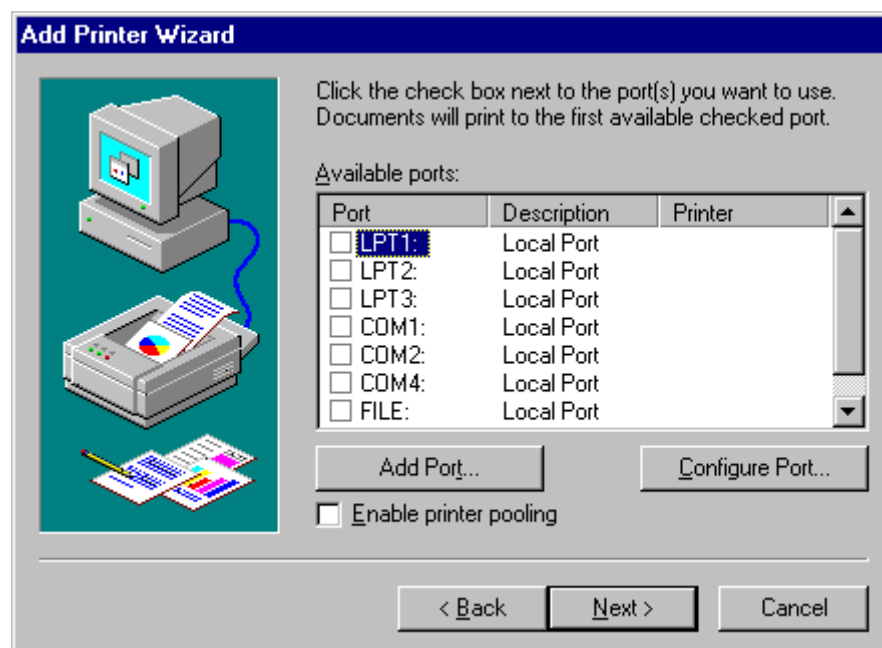 Add Printer Wizard
Click the check box next to the port(s) you want to use.
Documents will print to the first available checked port.
Available ports:
Port Description Printer
LPT1: Local Port
LPT2: Local Port
LPT3: Local Port
COM1: Local Port
COM2: Local Port
COM4: Local Port
FILE: Local Port
Add Port... Configure Port...
Enable printer pooling
< Back Next > Cancel